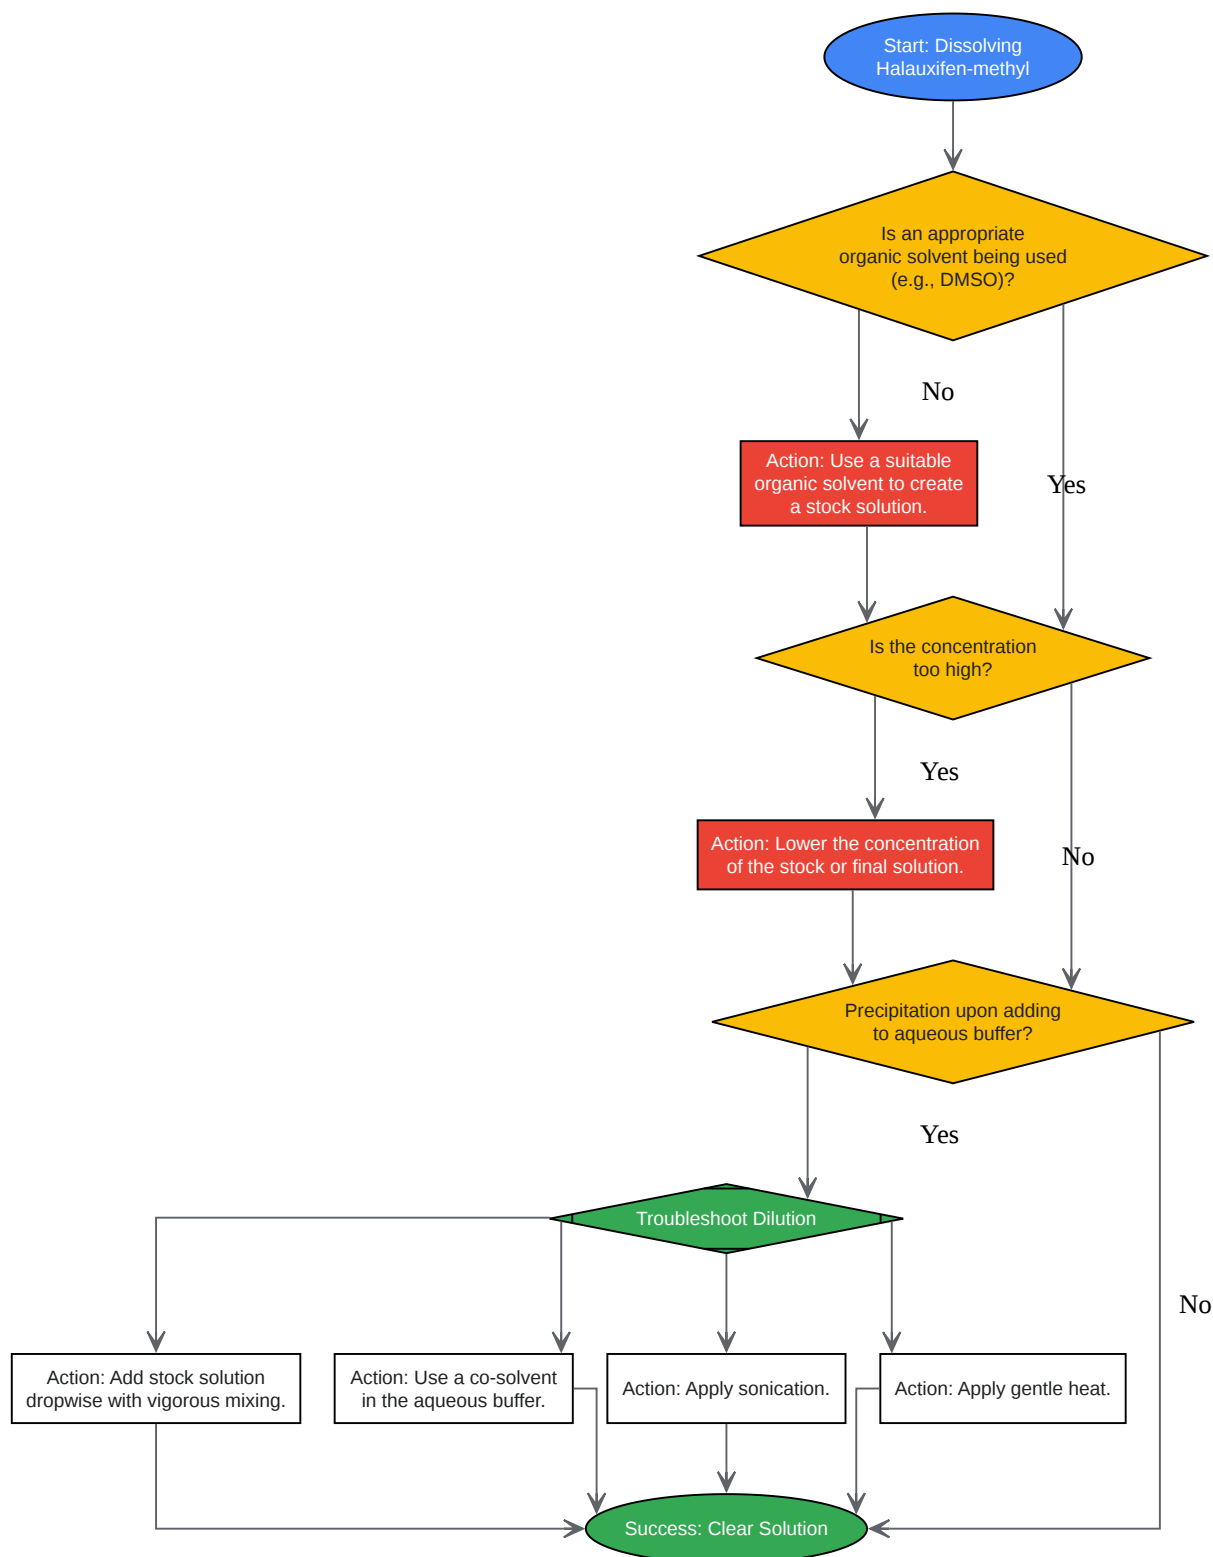 Start: Dissolving
Halauxifen-methyl
Is an appropriate
organic solvent being used
(e.g., DMSO)?
No
Action: Use a suitable
organic solvent to create
a stock solution.
Yes
Is the concentration
too high?
Yes
Action: Lower the concentration
of the stock or final solution.
No
Precipitation upon adding
to aqueous buffer?
Yes
Troubleshoot Dilution
No
Action: Add stock solution
dropwise with vigorous mixing.
Action: Use a co-solvent
in the aqueous buffer.
Action: Apply sonication.
Action: Apply gentle heat.
Success: Clear Solution